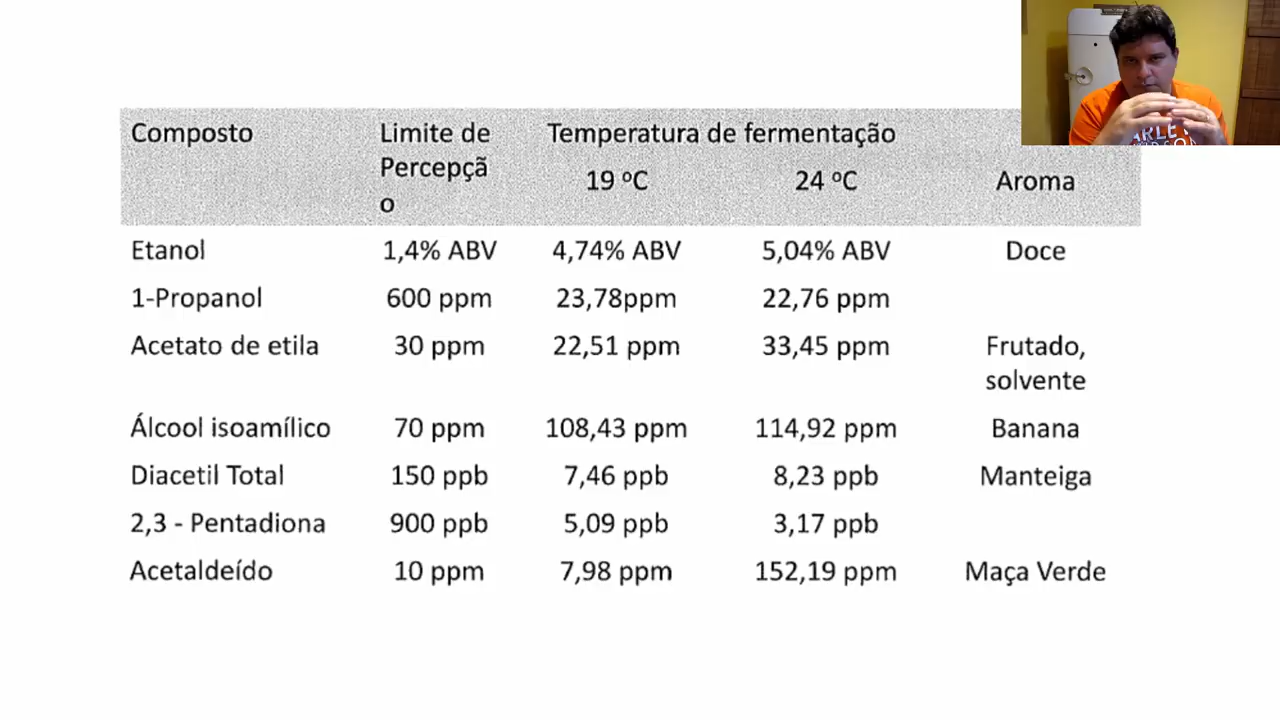 Composto Limite de Temperatura de fermentação
Percepçã
o
19 ºC 24 ºC Aroma
Etanol 1,4% ABV 4,74% ABV 5,04% ABV Doce
1-Propanol 600 ppm 23,78ppm 22,76 ppm
Acetato de etila 30 ppm 22,51 ppm 33,45 ppm Frutado,
solvente
Álcool isoamílico 70 ppm 108,43 ppm 114,92 ppm Banana
Diacetil Total 150 ppb 7,46 ppb 8,23 ppb Manteiga
2,3 - Pentadiona 900 ppb 5,09 ppb 3,17 ppb
Acetaldeído 10 ppm 7,98 ppm 152,19 ppm Maça Verde